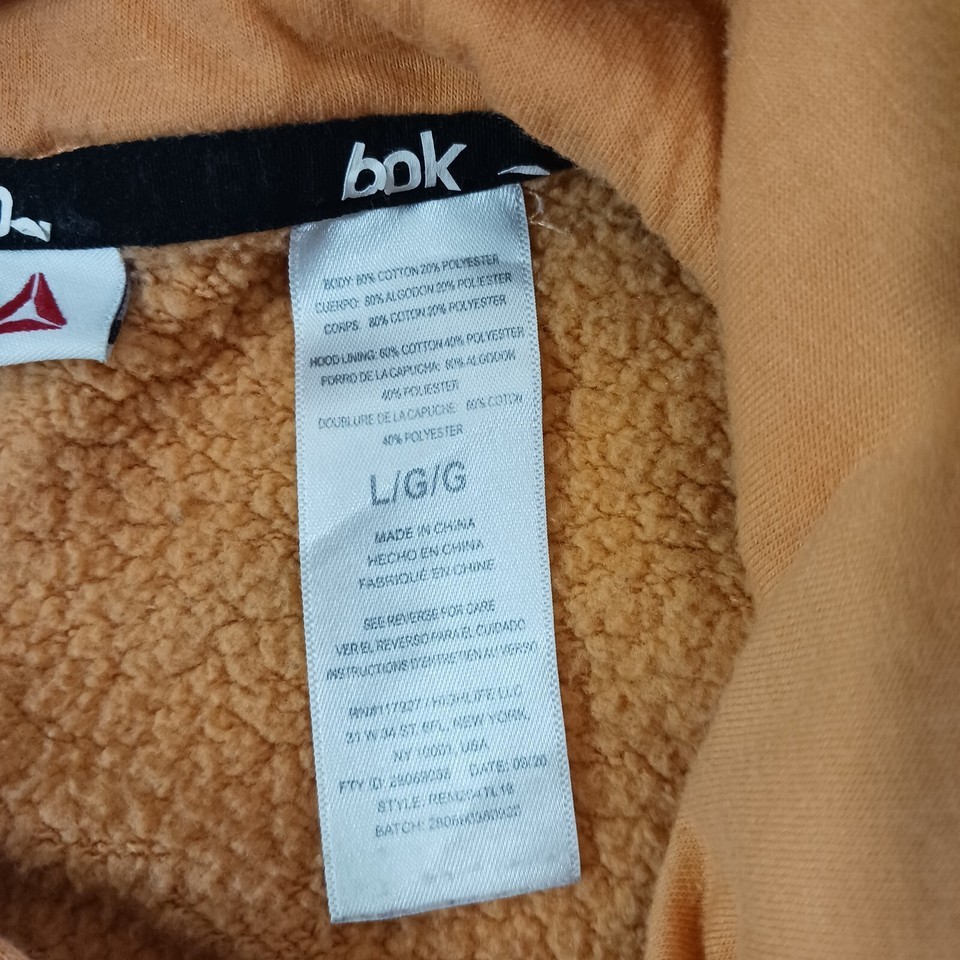 bok
BODY: 80% COTTON 20% POLYESTER
CUERPO: 80% ALGODON 20% POLIESTER
CORPS: 80% COTON 20% POLYESTER
HOOD LINING: 60% COTTON 40% POLYESTER
FORRO DE LA CAPUCHA: 60% ALGODON
40% POLIESTER
DOUBLURE DE LA CAPUCHE: 60% COTON
40% POLYESTER
L/G/G
MADE IN CHINA
HECHO EN CHINA
FABRIQUÉ EN CHINE
SEE REVERSE FOR CARE
VER EL REVERSO PARA EL CUIDADO
INSTRUCTIONS D'ENTRETIEN AU VERSO
RN#117927 / HIGHLIFE LLC
31 W 34 ST. 6FL, NEW YORK,
NY 10001, USA
FTY ID: DATE: 09/20
STYLE:
BATCH: